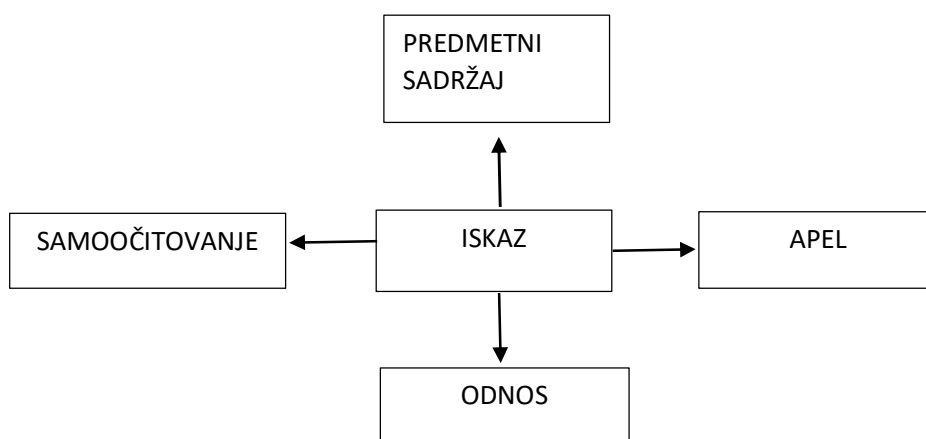 PREDMETNI
SADRŽAJ
SAMOOČITOVANJE
ISKAZ
APEL
ODNOS